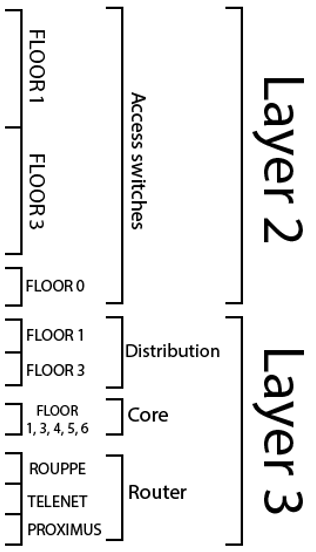 FLOOR 1
FLOOR 3
FLOOR 0
Access switches
Layer 2
FLOOR 1
FLOOR 3
Distribution
FLOOR
1, 3, 4, 5, 6
Core
ROUPPE
TELENET
PROXIMUS
Router
Layer 3